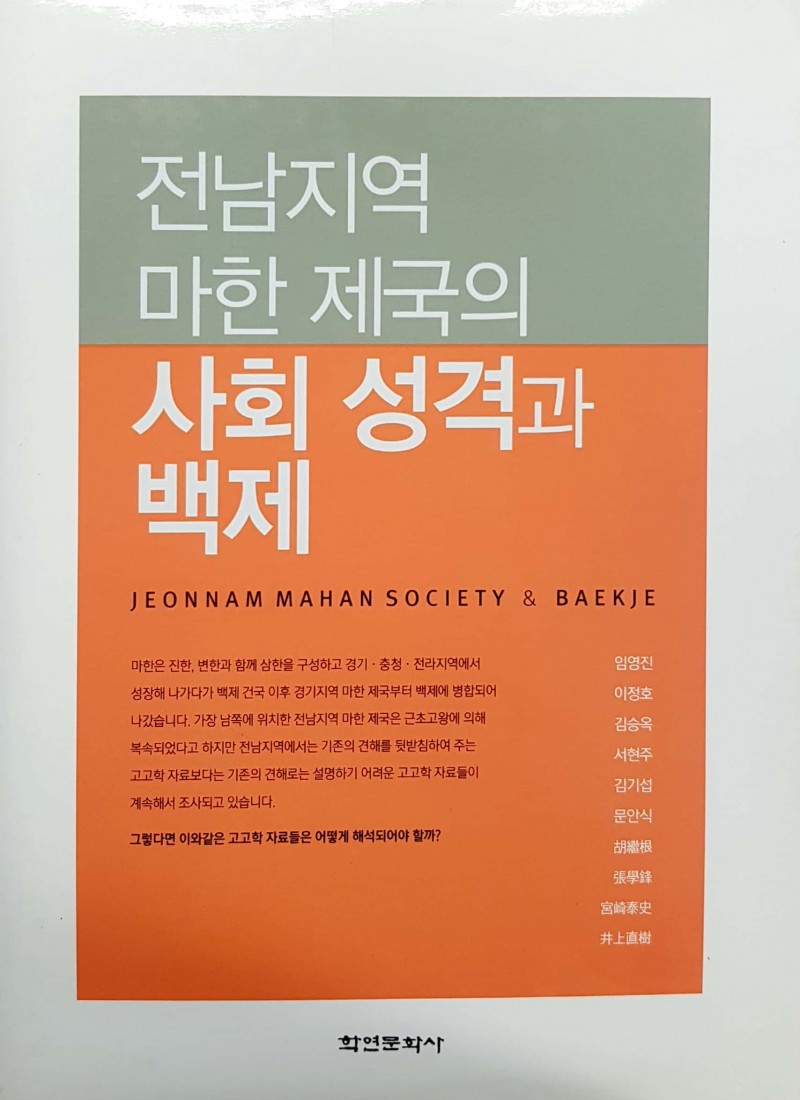 전남지역
마한 제국의
사회 성격과
백제
JEONNAM MAHAN SOCIETY & BAEKJE
마한은 진한, 변한과 함께 삼한을 구성하고 경기·충청·전라지역에서
성장해 나가다가 백제 건국 이후 경기지역 마한 제국부터 백제에 병합되어
나갔습니다. 가장 남쪽에 위치한 전남지역 마한 제국은 근초고왕에 의해
복속되었다고 하지만 전남지역에서는 기존의 견해를 뒷받침하여 주는
고고학 자료보다는 기존의 견해로는 설명하기 어려운 고고학 자료들이
계속해서 조사되고 있습니다.
그렇다면 이와같은 고고학 자료들은 어떻게 해석되어야 할까?
임영진
이정호
김승옥
서현주
김기섭
문안식
胡繼根
張學鋒
宮崎泰史
井上直樹
학연문화사